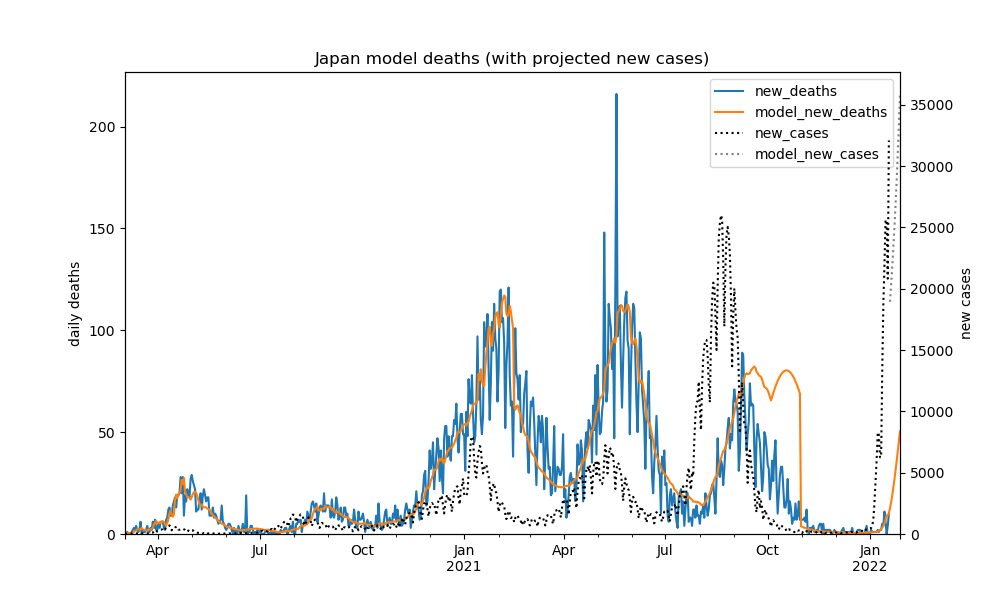 Japan model deaths (with projected new cases)
new_deaths
model_new_deaths
new_cases
model_new_cases
daily deaths
200
150
100
50
0
new cases
35000
30000
25000
20000
15000
10000
5000
0
Apr Jul Oct Jan Apr Jul Oct Jan
2021 2022